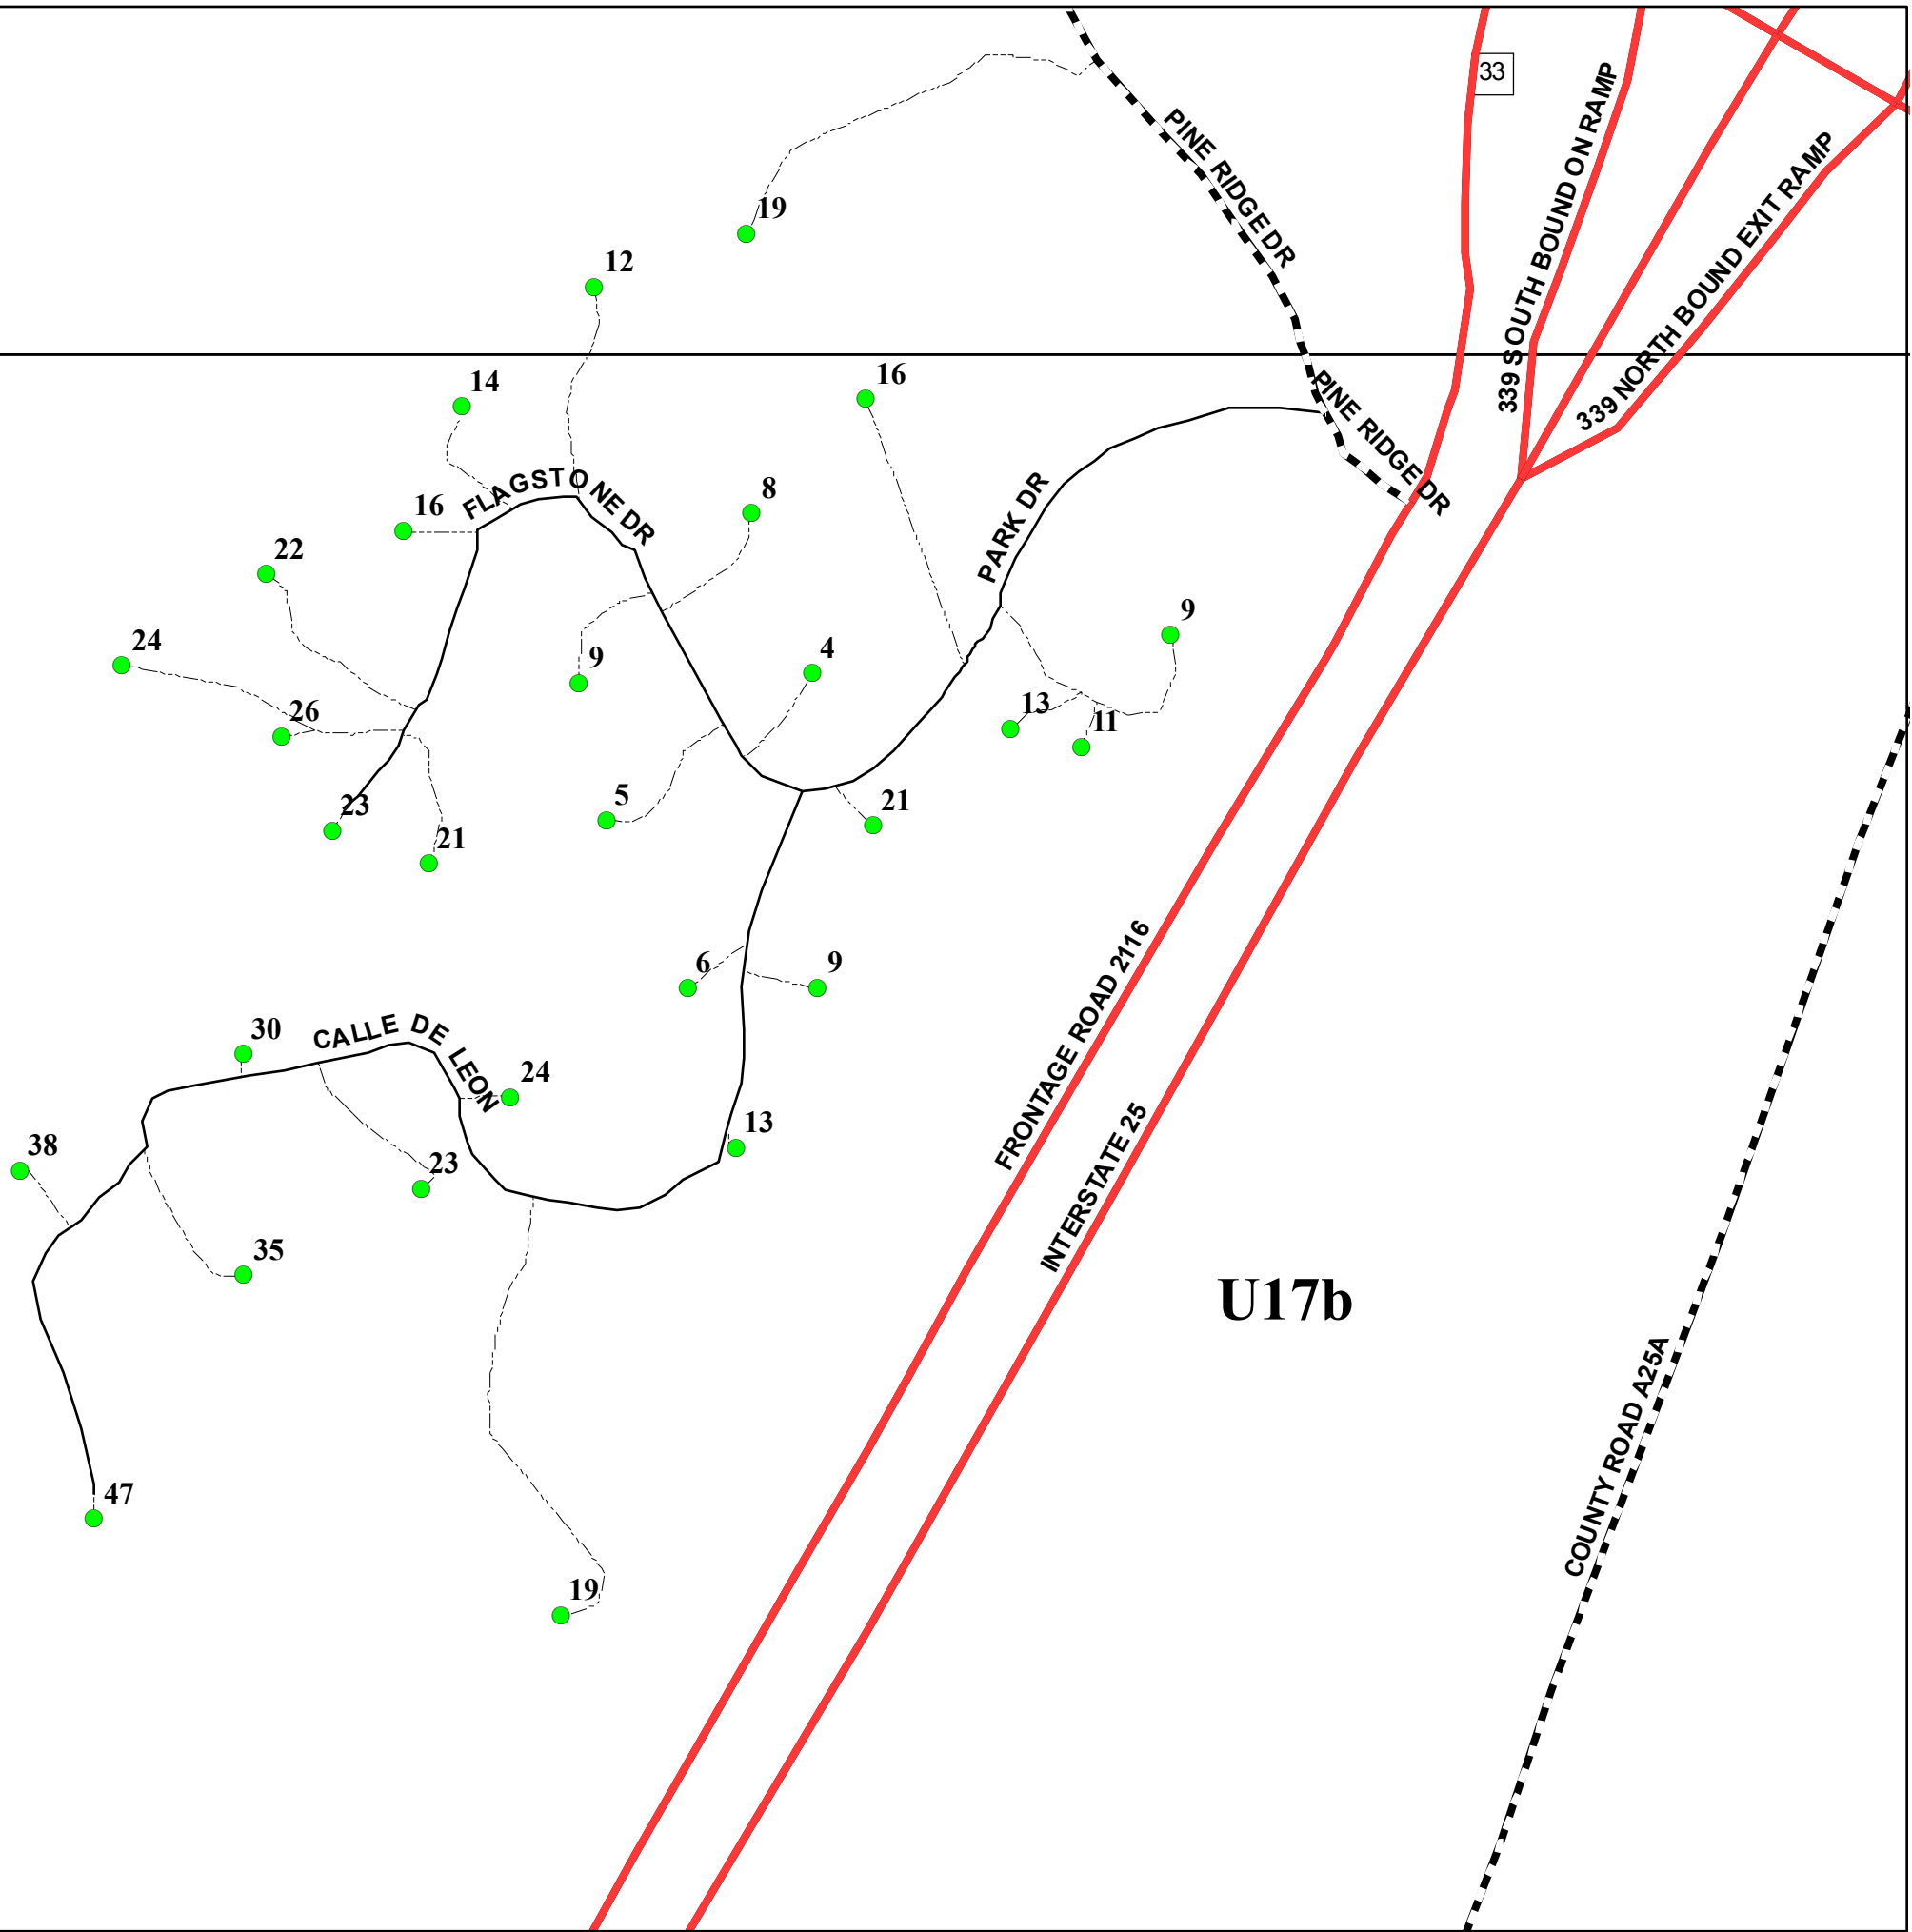 33
PINE RIDGE DR
339 SOUTH BOUND ON RAMP
339 NORTH BOUND EXIT RAMP
19
12
14
16
PINE RIDGE DR
FLAGSTONE DR
16
8
PARK DR
22
24
9
4
9
26
13
11
23
21
5
21
6
9
FRONTAGE ROAD 2116
30
CALLE DE LEON
24
INTERSTATE 25
13
38
23
35
U17b
COUNTY ROAD A25A
47
19